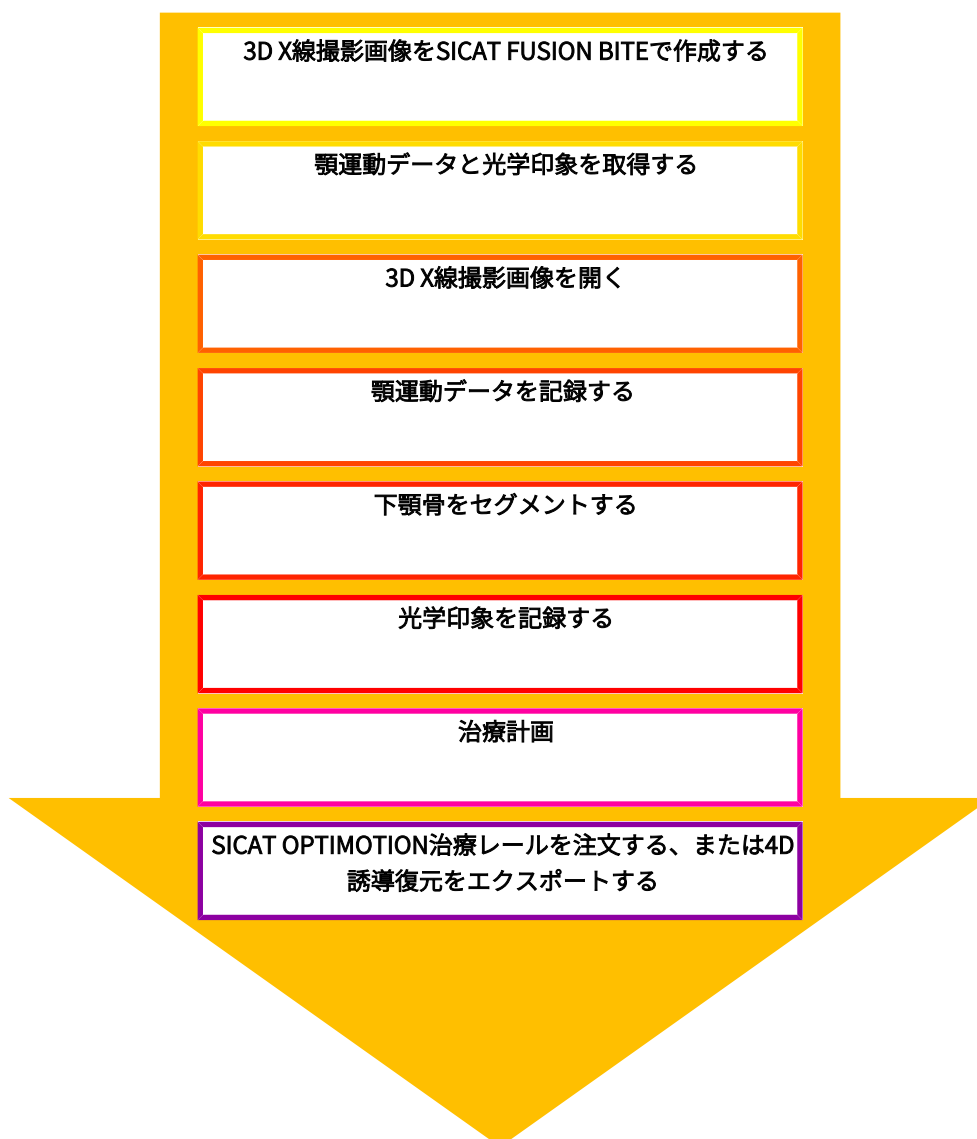 3D X線撮影画像をSICAT FUSION BITEで作成する
顎運動データと光学印象を取得する
3D X線撮影画像を開く
顎運動データを記録する
下顎骨をセグメントする
光学印象を記録する
治療計画
SICAT OPTIMOTION治療レールを注文する、または4D
誘導復元をエクスポートする